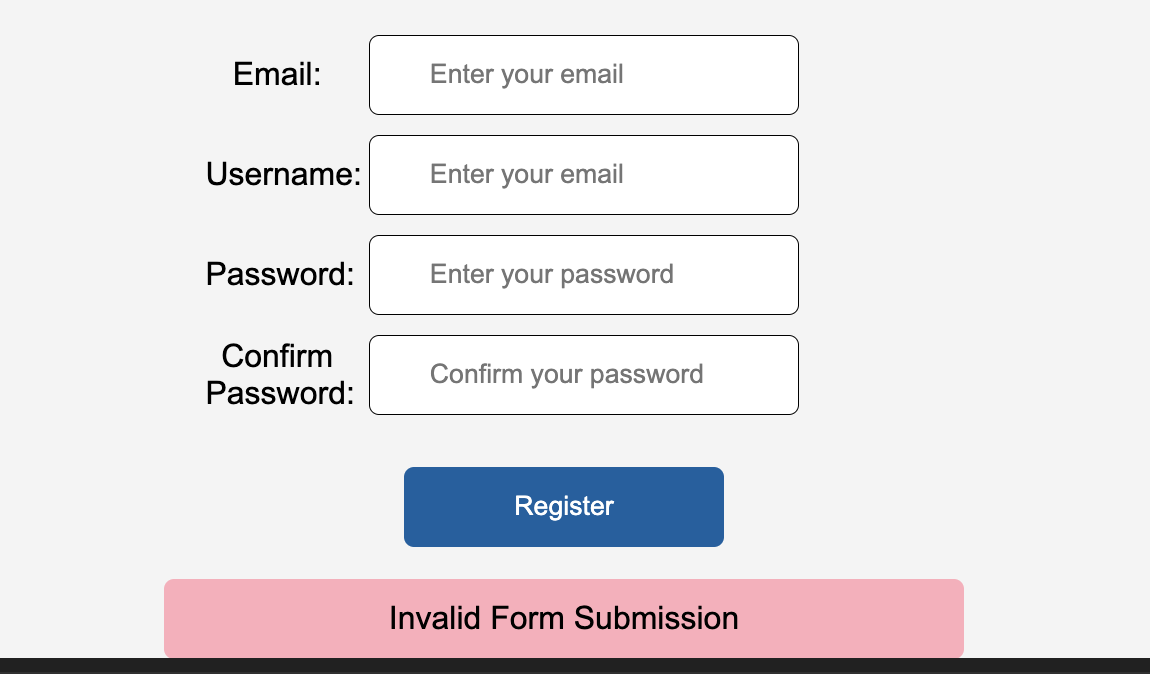 Email: Enter your email
Username: Enter your email
Password: Enter your password
Confirm
Password: Confirm your password
Register
Invalid Form Submission